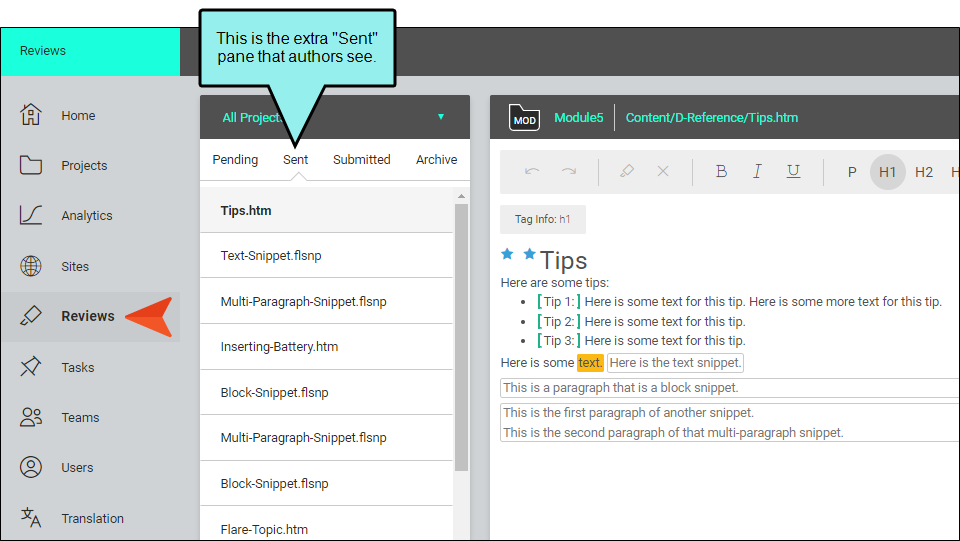 This is the extra "Sent"
pane that authors see.
Reviews
Home
Projects
Analytics
Sites
Reviews
Tasks
Teams
Users
Translation
All Project
Pending Sent Submitted Archive
Tips.htm
Text-Snippet.flsnp
Multi-Paragraph-Snippet.flsnp
Inserting-Battery.htm
Block-Snippet.flsnp
Multi-Paragraph-Snippet.flsnp
Block-Snippet.flsnp
Flare-Topic.htm
MOD Module5 Content/D-Reference/Tips.htm
B I U P H1 H2 H
Tag Info: h1
Tips
Here are some tips:
• [Tip 1:] Here is some text for this tip. Here is some more text for this tip.
• [Tip 2:] Here is some text for this tip.
• [Tip 3:] Here is some text for this tip.
Here is some text. Here is the text snippet.
This is a paragraph that is a block snippet.
This is the first paragraph of another snippet.
This is the second paragraph of that multi-paragraph snippet.